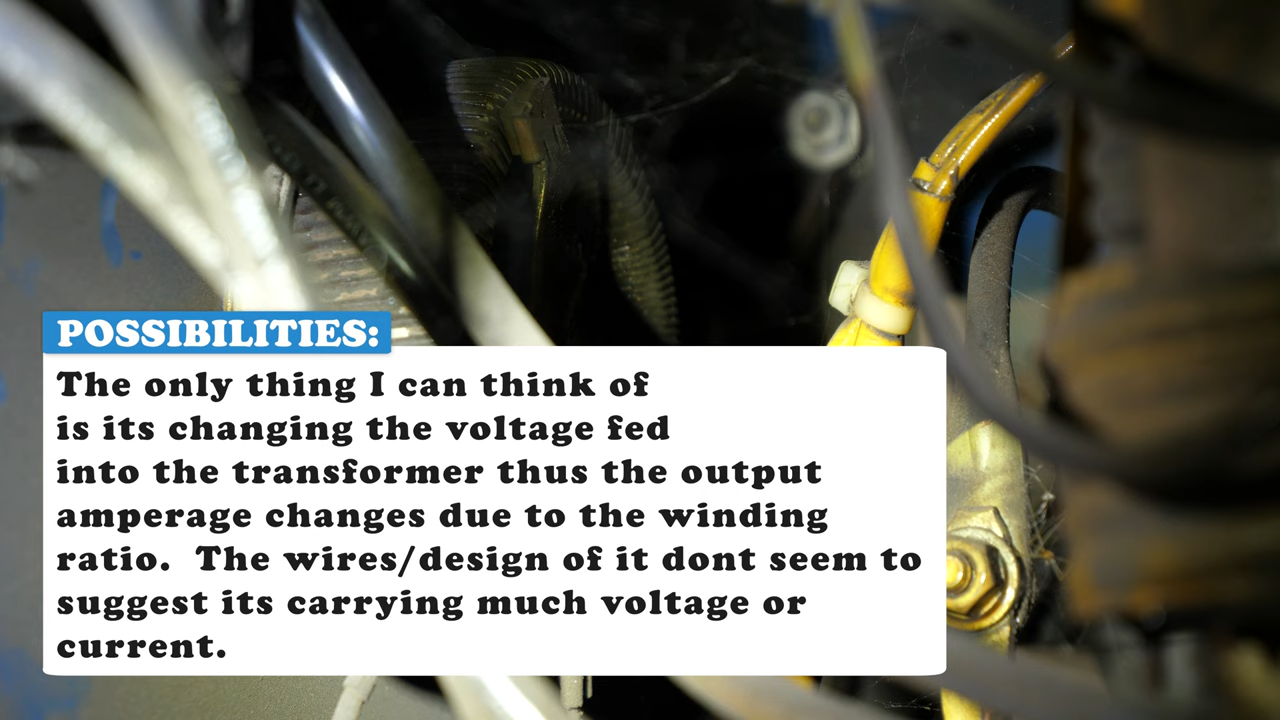 POSSIBILITIES:
The only thing I can think of
is its changing the voltage fed
into the transformer thus the output
amperage changes due to the winding
ratio.  The wires/design of it dont seem to
suggest its carrying much voltage or
current.